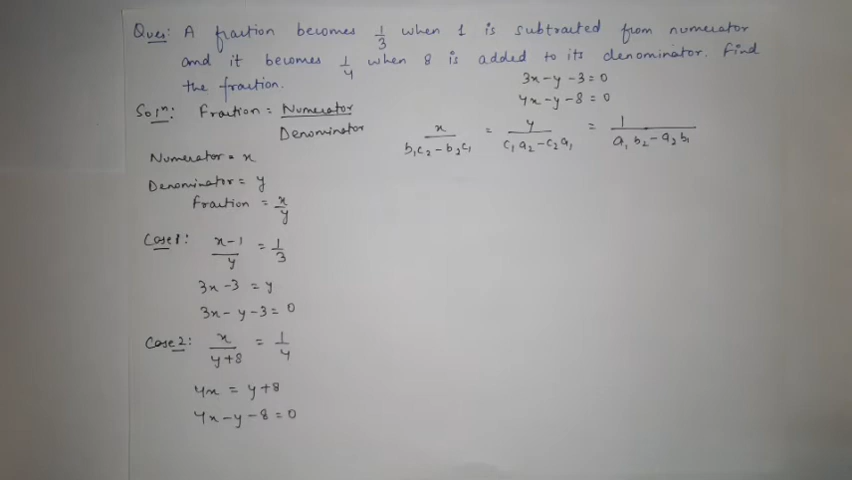 Ques: A fraction becomes 1/3 when 1 is subtracted from numerator
and it becomes 1/4 when 8 is added to its denominator. Find
the fraction.
Solⁿ: Fraction = Numerator/Denominator
Numerator = x
Denominator = y
Fraction = x/y
Case 1: (x-1)/y = 1/3
3x - 3 = y
3x - y - 3 = 0
Case 2: x/(y+8) = 1/4
4x = y + 8
4x - y - 8 = 0
3x - y - 3 = 0
4x - y - 8 = 0
x/(b₁c₂ - b₂c₁) = y/(c₁a₂ - c₂a₁) = 1/(a₁b₂ - a₂b₁)